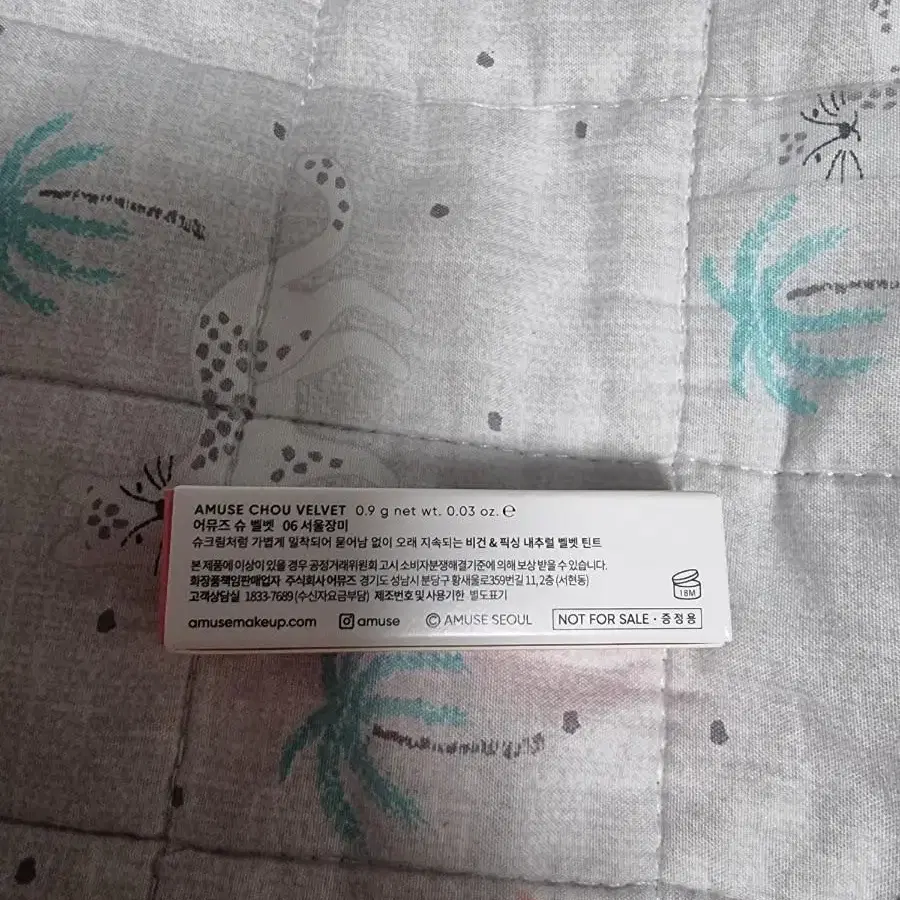 AMUSE CHOU VELVET 0.9 g net wt. 0.03 oz. ℮
어뮤즈 슈 벨벳 06 서울장미
슈크림처럼 가볍게 밀착되어 묻어남 없이 오래 지속되는 비건 & 픽싱 내추럴 벨벳 틴트
본 제품에 이상이 있을 경우 공정거래위원회 고시 소비자분쟁해결기준에 의해 보상 받을 수 있습니다.
화장품책임판매업자 주식회사 어뮤즈 경기도 성남시 분당구 황새울로359번길 11, 2층 (서현동)
고객상담실 1833-7689 (수신자요금부담) 제조번호 및 사용기한 별도표기
18M
amusemakeup.com amuse © AMUSE SEOUL NOT FOR SALE · 증정용